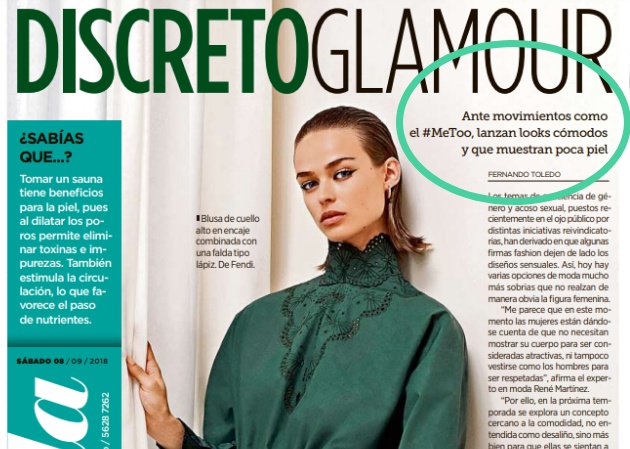 DISCRETOGLAMOUR
Ante movimientos como
el #MeToo, lanzan looks cómodos
y que muestran poca piel
FERNANDO TOLEDO
¿SABÍAS
QUE...?
Tomar un sauna
tiene beneficios
para la piel, pues
al dilatar los po-
ros permite elimi-
nar toxinas e im-
purezas. También
estimula la circu-
lación, lo que fa-
vorece el paso
de nutrientes.
SÁBADO 08 / 09 / 2018
/ 5628 7262
Blusa de cuello
alto en encaje
combinada con
una falda tipo
lápiz. De Fendi.
Los temas de violencia de gé-
nero y acoso sexual, puestos re-
cientemente en el ojo público por
distintas iniciativas reivindicato-
rias, han derivado en que algunas
firmas fashion dejen de lado los
diseños sensuales. Así, hoy hay
varias opciones de moda mucho
más sobrias que no realzan de
manera obvia la figura femenina.
"Me parece que en este mo-
mento las mujeres están dándo-
se cuenta de que no necesitan
mostrar su cuerpo para ser con-
sideradas atractivas, ni tampoco
vestirse como los hombres para
ser respetadas", afirma el exper-
to en moda René Martínez.
"Por ello, en la próxima tem-
porada se explora un concepto
cercano a la comodidad, no en-
tendida como desaliño, sino más
bien para que ellas se sientan a